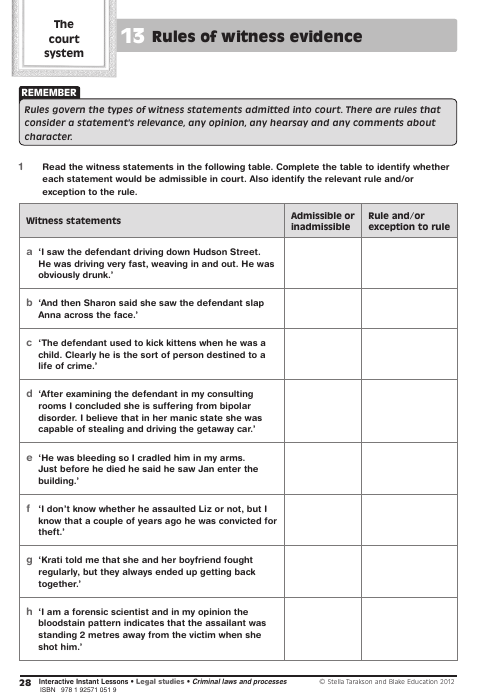 The
court
system
13 Rules of witness evidence
REMEMBER
Rules govern the types of witness statements admitted into court. There are rules that
consider a statement's relevance, any opinion, any hearsay and any comments about
character.
1 Read the witness statements in the following table. Complete the table to identify whether
each statement would be admissible in court. Also identify the relevant rule and/or
exception to the rule.
Witness statements
Admissible or
inadmissible
Rule and/or
exception to rule
a 'I saw the defendant driving down Hudson Street.
He was driving very fast, weaving in and out. He was
obviously drunk.'
b 'And then Sharon said she saw the defendant slap
Anna across the face.'
c 'The defendant used to kick kittens when he was a
child. Clearly he is the sort of person destined to a
life of crime.'
d 'After examining the defendant in my consulting
rooms I concluded she is suffering from bipolar
disorder. I believe that in her manic state she was
capable of stealing and driving the getaway car.'
e 'He was bleeding so I cradled him in my arms.
Just before he died he said he saw Jan enter the
building.'
f 'I don't know whether he assaulted Liz or not, but I
know that a couple of years ago he was convicted for
theft.'
g 'Krati told me that she and her boyfriend fought
regularly, but they always ended up getting back
together.'
h 'I am a forensic scientist and in my opinion the
bloodstain pattern indicates that the assailant was
standing 2 metres away from the victim when she
shot him.'
28 Interactive Instant Lessons • Legal studies • Criminal laws and processes © Stella Tarakson and Blake Education 2012
ISBN 978 1 92571 051 9